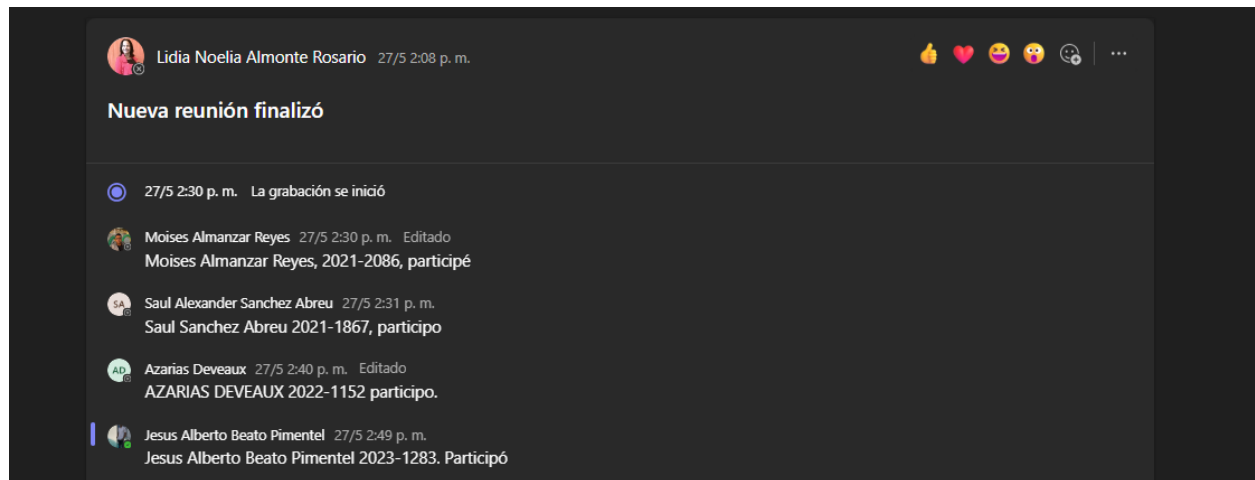 Lidia Noelia Almonte Rosario 27/5 2:08 p. m.
Nueva reunión finalizó
27/5 2:30 p. m. La grabación se inició
Moises Almanzar Reyes 27/5 2:30 p. m. Editado
Moises Almanzar Reyes, 2021-2086, participé
SA Saul Alexander Sanchez Abreu 27/5 2:31 p. m.
Saul Sanchez Abreu 2021-1867, participo
AD Azarias Deveaux 27/5 2:40 p. m. Editado
AZARIAS DEVEAUX 2022-1152 participo.
Jesus Alberto Beato Pimentel 27/5 2:49 p. m.
Jesus Alberto Beato Pimentel 2023-1283. Participó